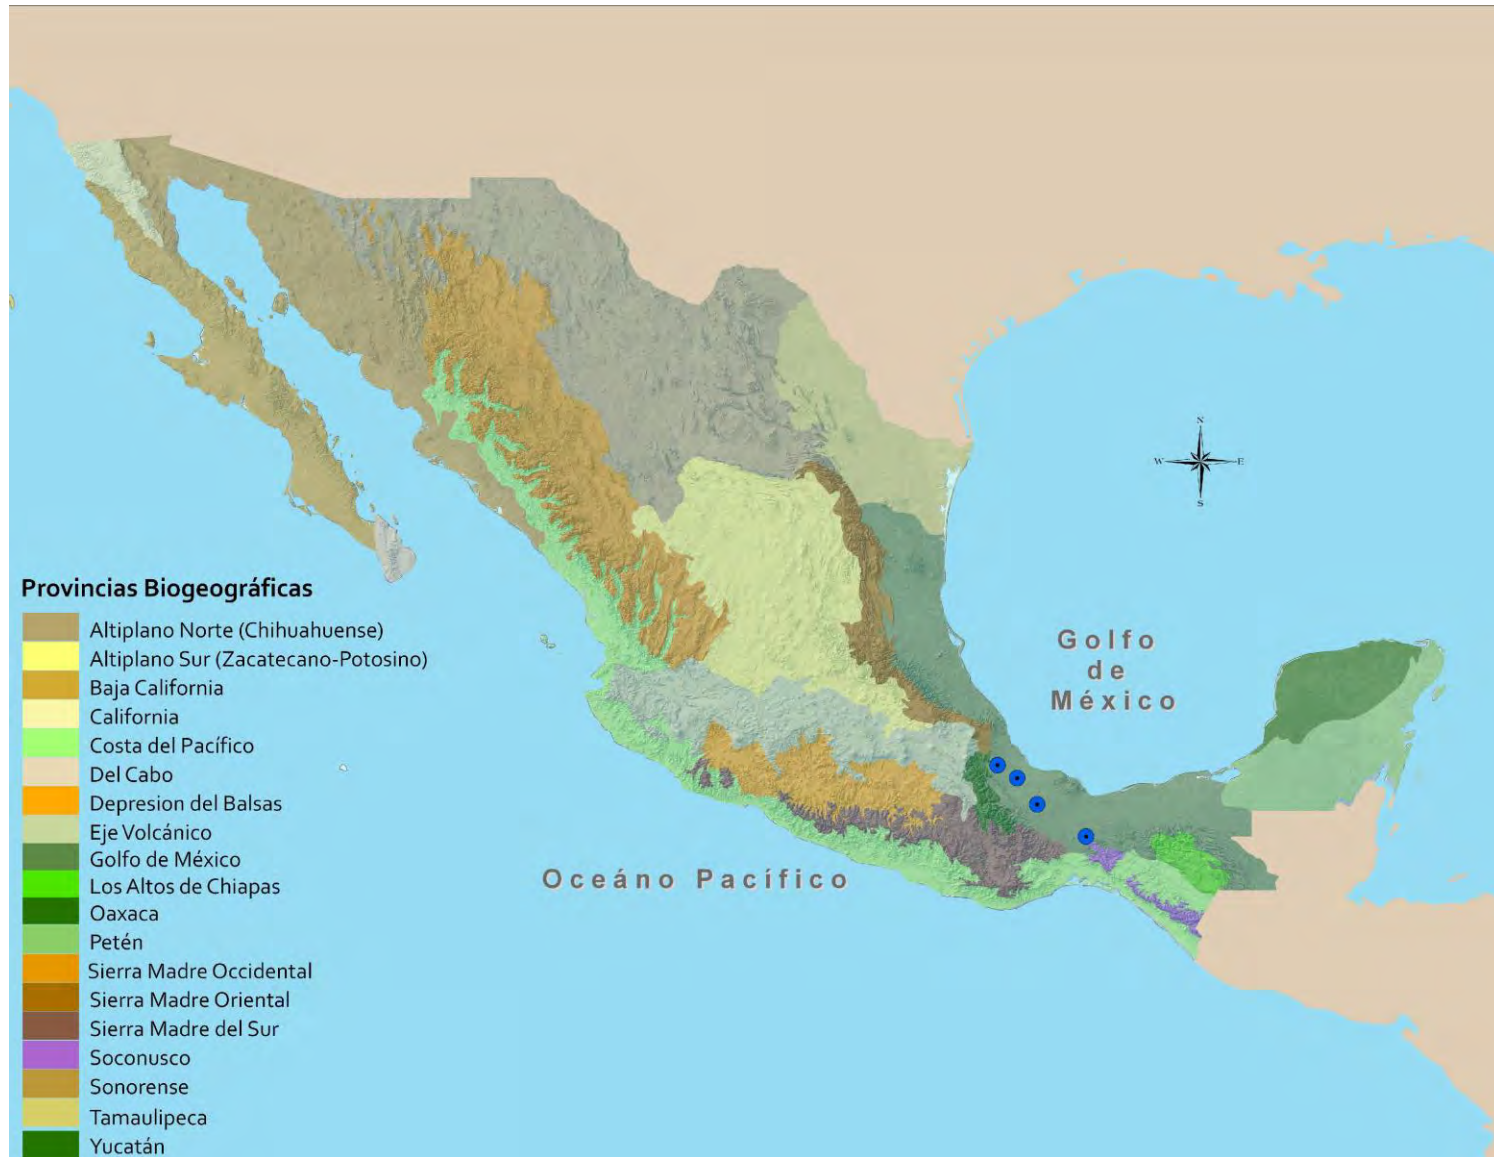 N
W
E
S
Golfo
de
México
Oceáno Pacífico
Provincias Biogeográficas
Altiplano Norte (Chihuahuense)
Altiplano Sur (Zacatecano-Potosino)
Baja California
California
Costa del Pacífico
Del Cabo
Depresion del Balsas
Eje Volcánico
Golfo de México
Los Altos de Chiapas
Oaxaca
Petén
Sierra Madre Occidental
Sierra Madre Oriental
Sierra Madre del Sur
Soconusco
Sonorense
Tamaulipeca
Yucatán